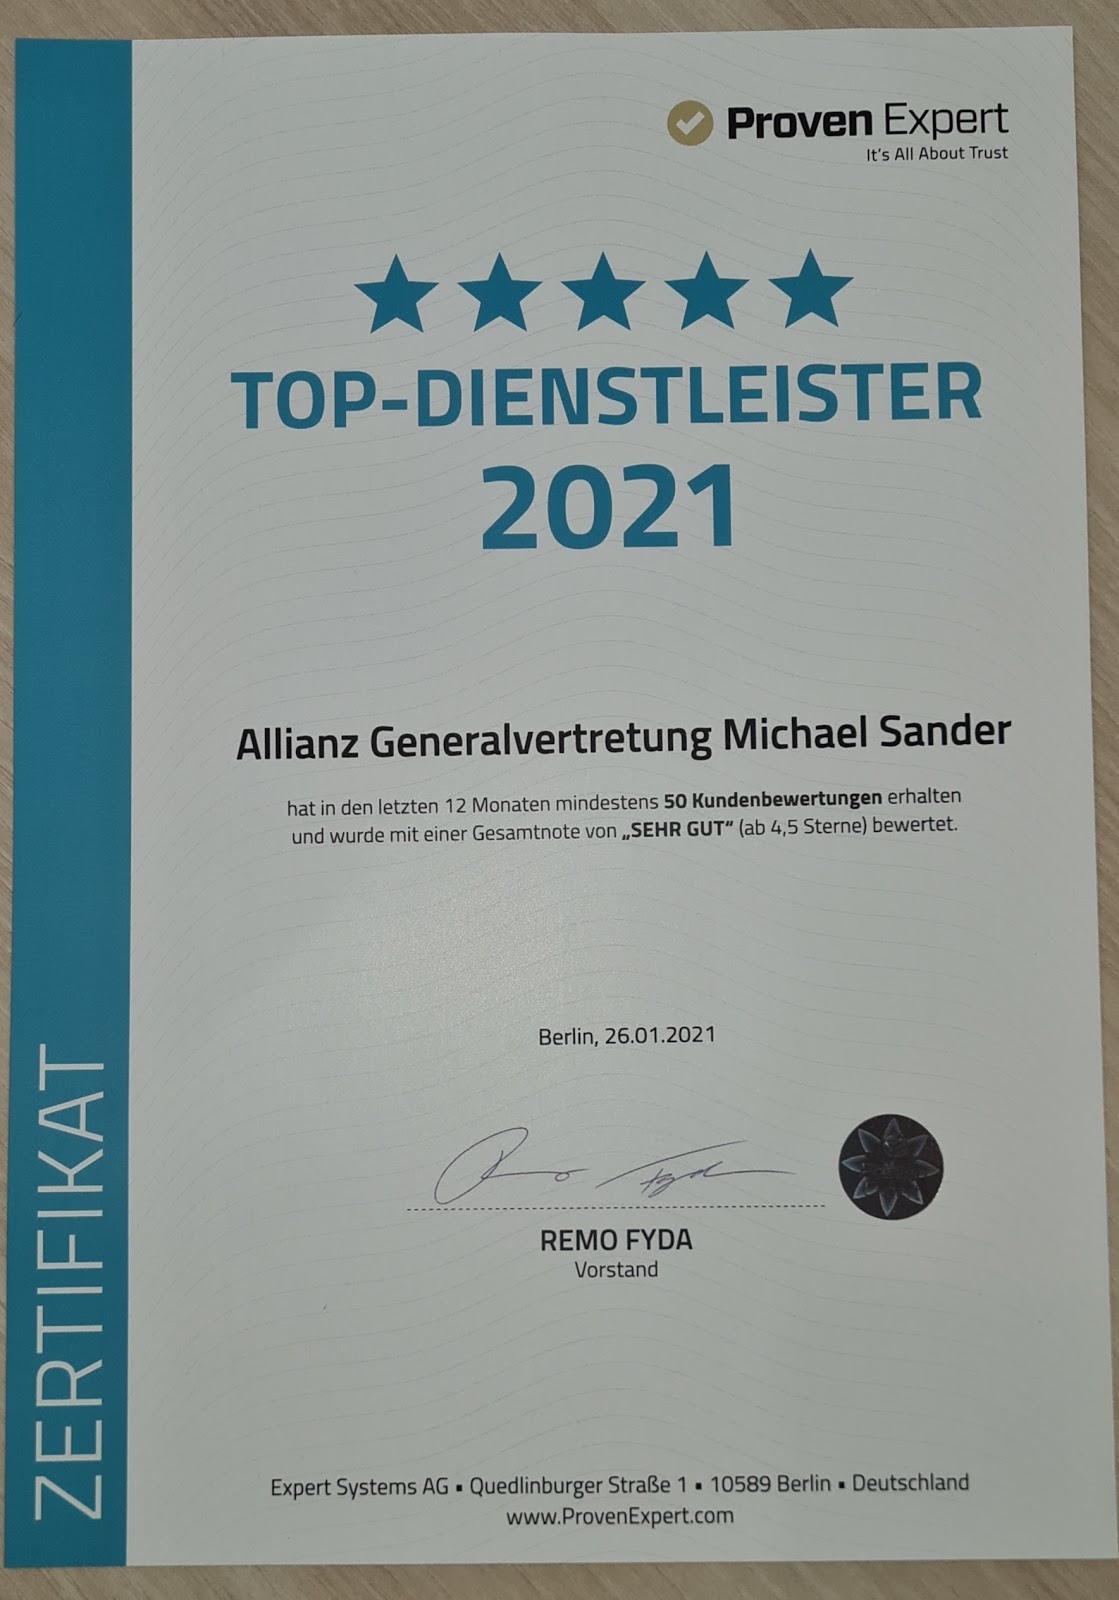 Proven Expert
It's All About Trust
TOP-DIENSTLEISTER
2021
Allianz Generalvertretung Michael Sander
hat in den letzten 12 Monaten mindestens 50 Kundenbewertungen erhalten
und wurde mit einer Gesamtnote von „SEHR GUT“ (ab 4,5 Sterne) bewertet.
Berlin, 26.01.2021
Remo Fyda
REMO FYDA
Vorstand
Expert Systems AG ▪ Quedlinburger Straße 1 ▪ 10589 Berlin ▪ Deutschland
www.ProvenExpert.com
ZERTIFIKAT